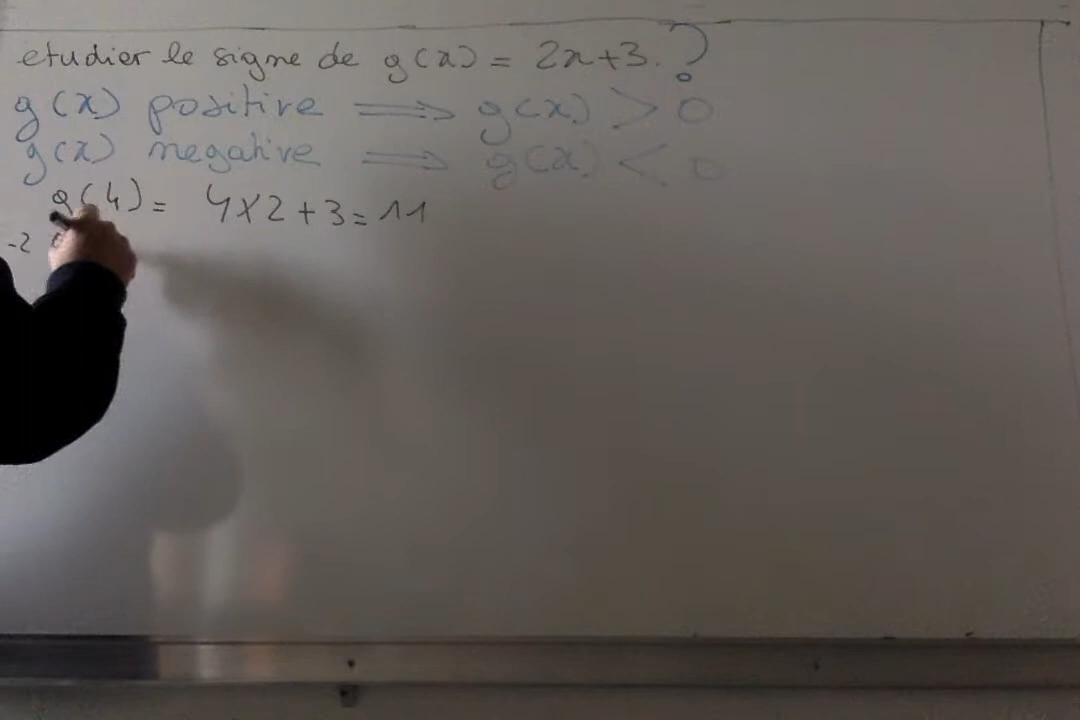 etudier le signe de g(x) = 2x+3. ?
g(x) positive ⟹ g(x) > 0
g(x) negative ⟹ g(x) < 0
g(4) = 4×2+3=11
-2